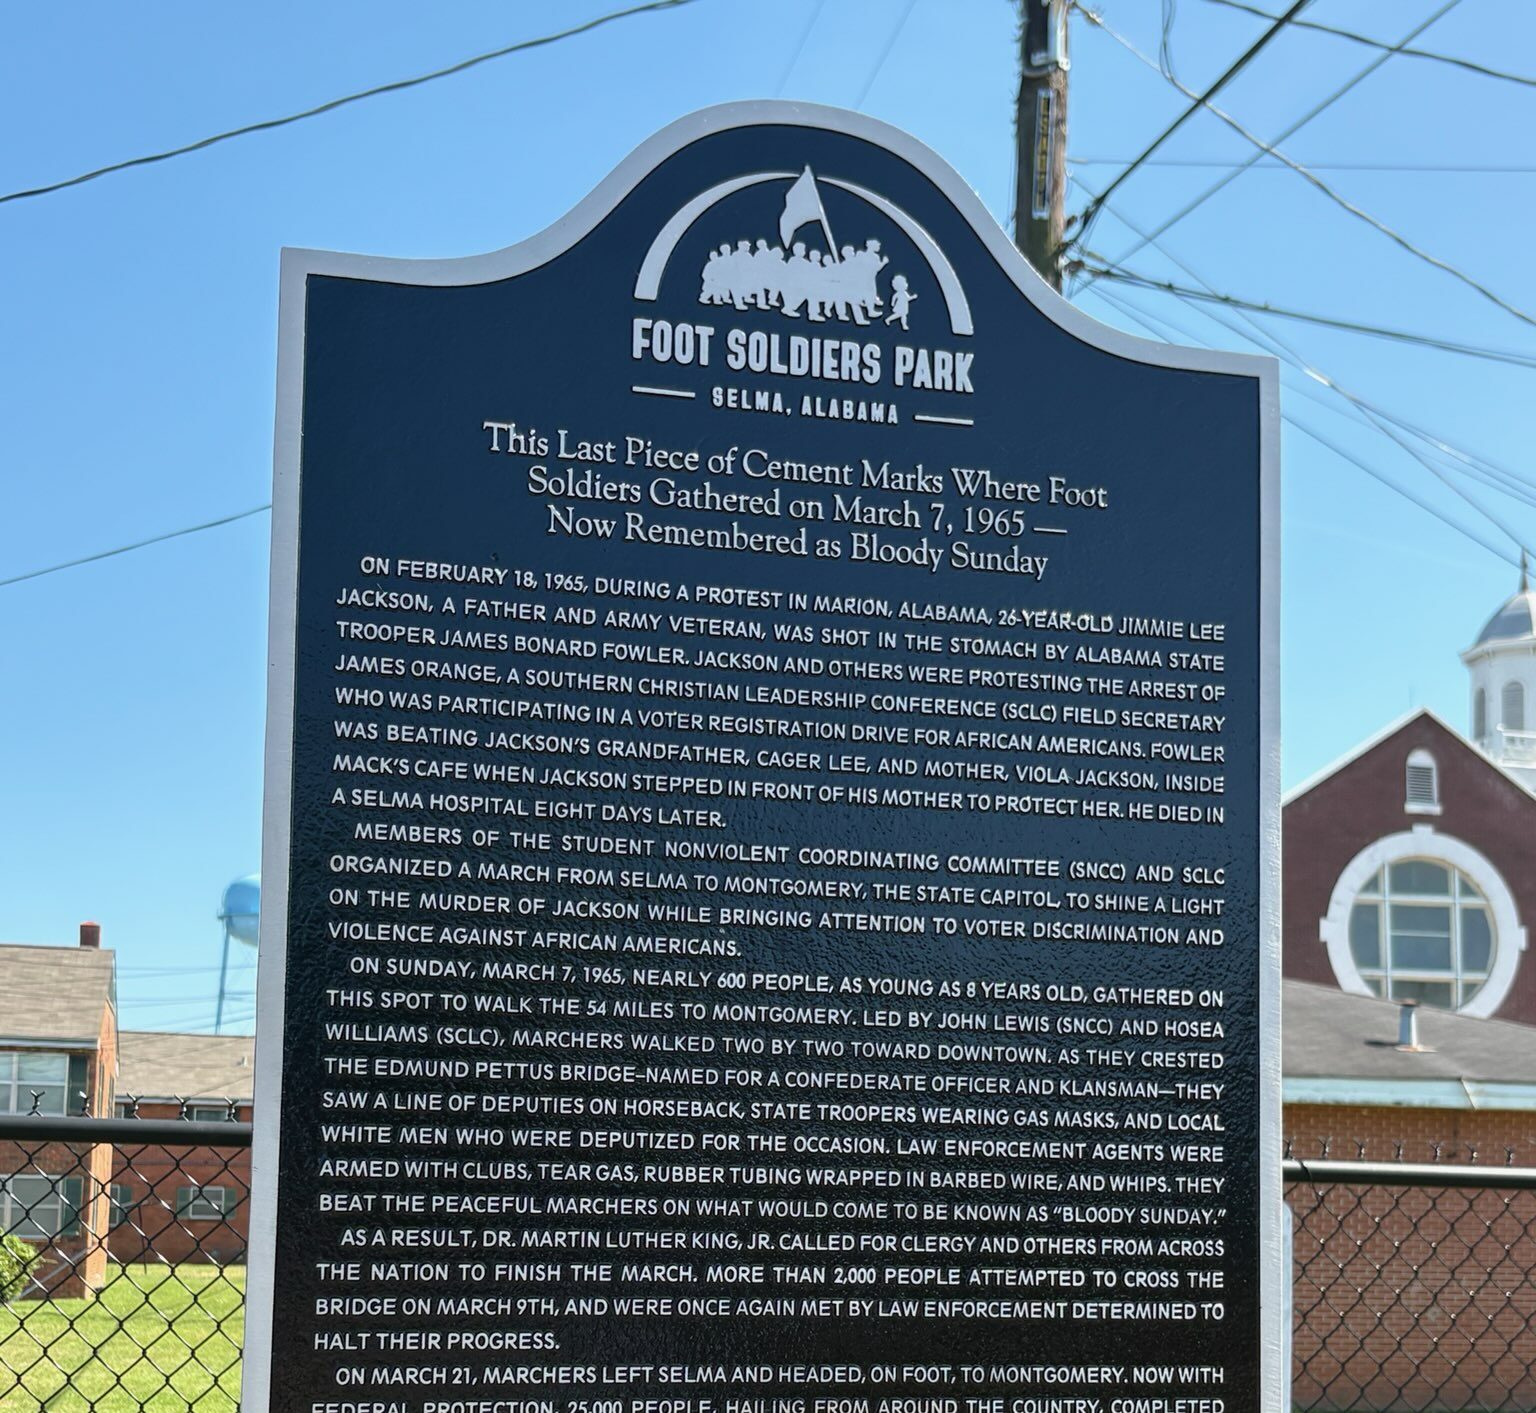 FOOT SOLDIERS PARK
SELMA, ALABAMA
This Last Piece of Cement Marks Where Foot
Soldiers Gathered on March 7, 1965 —
Now Remembered as Bloody Sunday
ON FEBRUARY 18, 1965, DURING A PROTEST IN MARION, ALABAMA, 26-YEAR-OLD JIMMIE LEE
JACKSON, A FATHER AND ARMY VETERAN, WAS SHOT IN THE STOMACH BY ALABAMA STATE
TROOPER JAMES BONARD FOWLER. JACKSON AND OTHERS WERE PROTESTING THE ARREST OF
JAMES ORANGE, A SOUTHERN CHRISTIAN LEADERSHIP CONFERENCE (SCLC) FIELD SECRETARY
WHO WAS PARTICIPATING IN A VOTER REGISTRATION DRIVE FOR AFRICAN AMERICANS. FOWLER
WAS BEATING JACKSON'S GRANDFATHER, CAGER LEE, AND MOTHER, VIOLA JACKSON, INSIDE
MACK'S CAFE WHEN JACKSON STEPPED IN FRONT OF HIS MOTHER TO PROTECT HER. HE DIED IN
A SELMA HOSPITAL EIGHT DAYS LATER.
MEMBERS OF THE STUDENT NONVIOLENT COORDINATING COMMITTEE (SNCC) AND SCLC
ORGANIZED A MARCH FROM SELMA TO MONTGOMERY, THE STATE CAPITOL, TO SHINE A LIGHT
ON THE MURDER OF JACKSON WHILE BRINGING ATTENTION TO VOTER DISCRIMINATION AND
VIOLENCE AGAINST AFRICAN AMERICANS.
ON SUNDAY, MARCH 7, 1965, NEARLY 600 PEOPLE, AS YOUNG AS 8 YEARS OLD, GATHERED ON
THIS SPOT TO WALK THE 54 MILES TO MONTGOMERY. LED BY JOHN LEWIS (SNCC) AND HOSEA
WILLIAMS (SCLC), MARCHERS WALKED TWO BY TWO TOWARD DOWNTOWN. AS THEY CRESTED
THE EDMUND PETTUS BRIDGE–NAMED FOR A CONFEDERATE OFFICER AND KLANSMAN—THEY
SAW A LINE OF DEPUTIES ON HORSEBACK, STATE TROOPERS WEARING GAS MASKS, AND LOCAL
WHITE MEN WHO WERE DEPUTIZED FOR THE OCCASION. LAW ENFORCEMENT AGENTS WERE
ARMED WITH CLUBS, TEAR GAS, RUBBER TUBING WRAPPED IN BARBED WIRE, AND WHIPS. THEY
BEAT THE PEACEFUL MARCHERS ON WHAT WOULD COME TO BE KNOWN AS "BLOODY SUNDAY."
AS A RESULT, DR. MARTIN LUTHER KING, JR. CALLED FOR CLERGY AND OTHERS FROM ACROSS
THE NATION TO FINISH THE MARCH. MORE THAN 2,000 PEOPLE ATTEMPTED TO CROSS THE
BRIDGE ON MARCH 9TH, AND WERE ONCE AGAIN MET BY LAW ENFORCEMENT DETERMINED TO
HALT THEIR PROGRESS.
ON MARCH 21, MARCHERS LEFT SELMA AND HEADED, ON FOOT, TO MONTGOMERY. NOW WITH
FEDERAL PROTECTION, 25,000 PEOPLE, HAILING FROM AROUND THE COUNTRY, COMPLETED